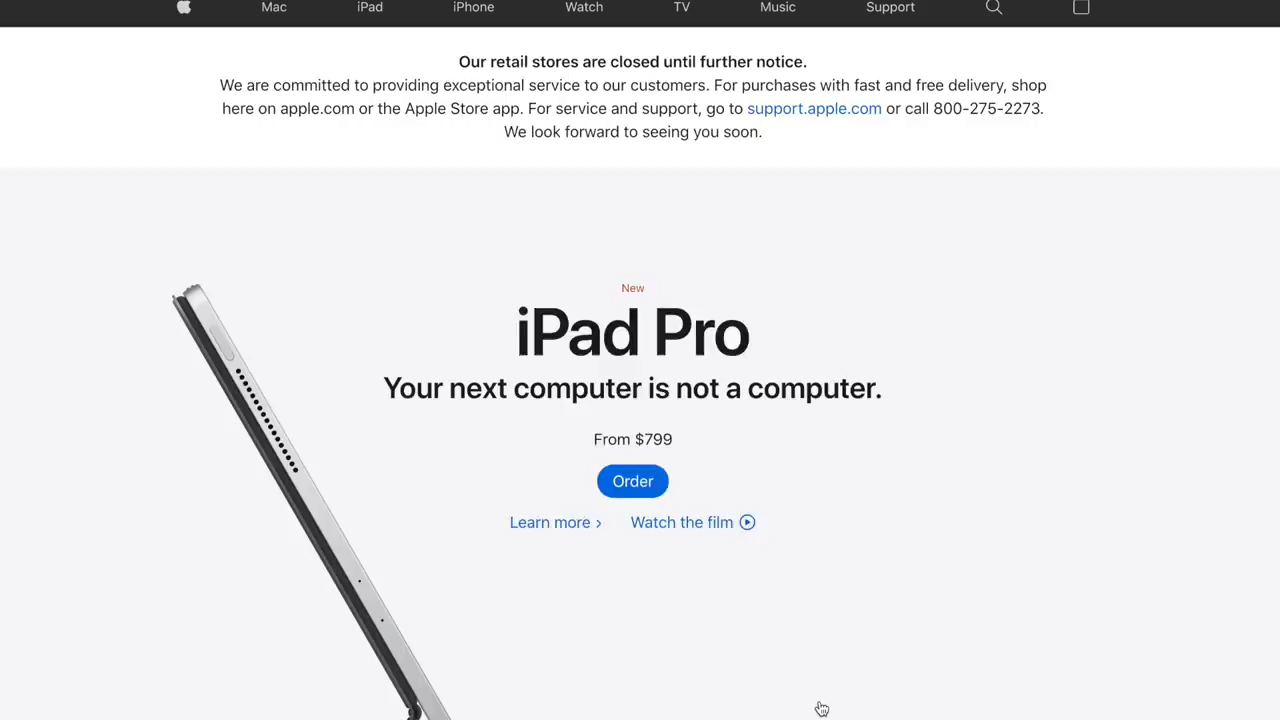 Mac iPad iPhone Watch TV Music Support
Our retail stores are closed until further notice.
We are committed to providing exceptional service to our customers. For purchases with fast and free delivery, shop
here on apple.com or the Apple Store app. For service and support, go to support.apple.com or call 800-275-2273.
We look forward to seeing you soon.
New
iPad Pro
Your next computer is not a computer.
From $799
Order
Learn more › Watch the film